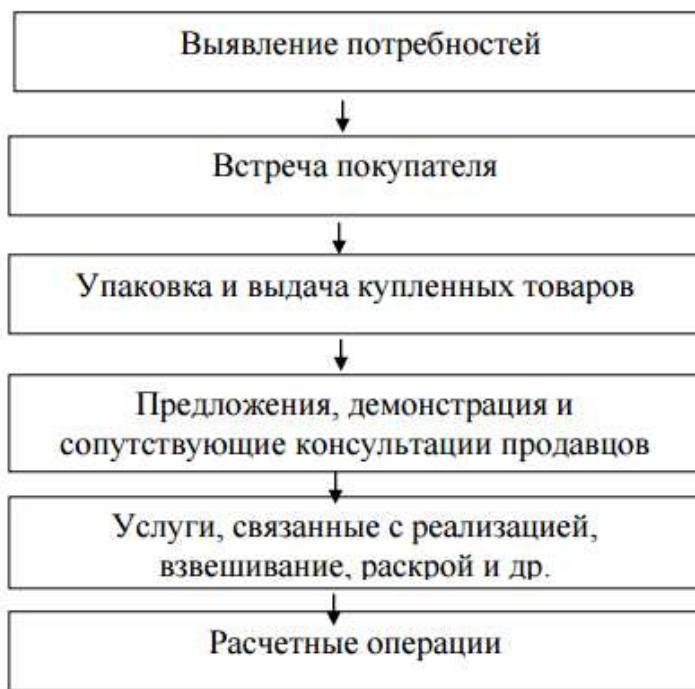 Выявление потребностей
Встреча покупателя
Упаковка и выдача купленных товаров
Предложения, демонстрация и
сопутствующие консультации продавцов
Услуги, связанные с реализацией,
взвешивание, раскрой и др.
Расчетные операции